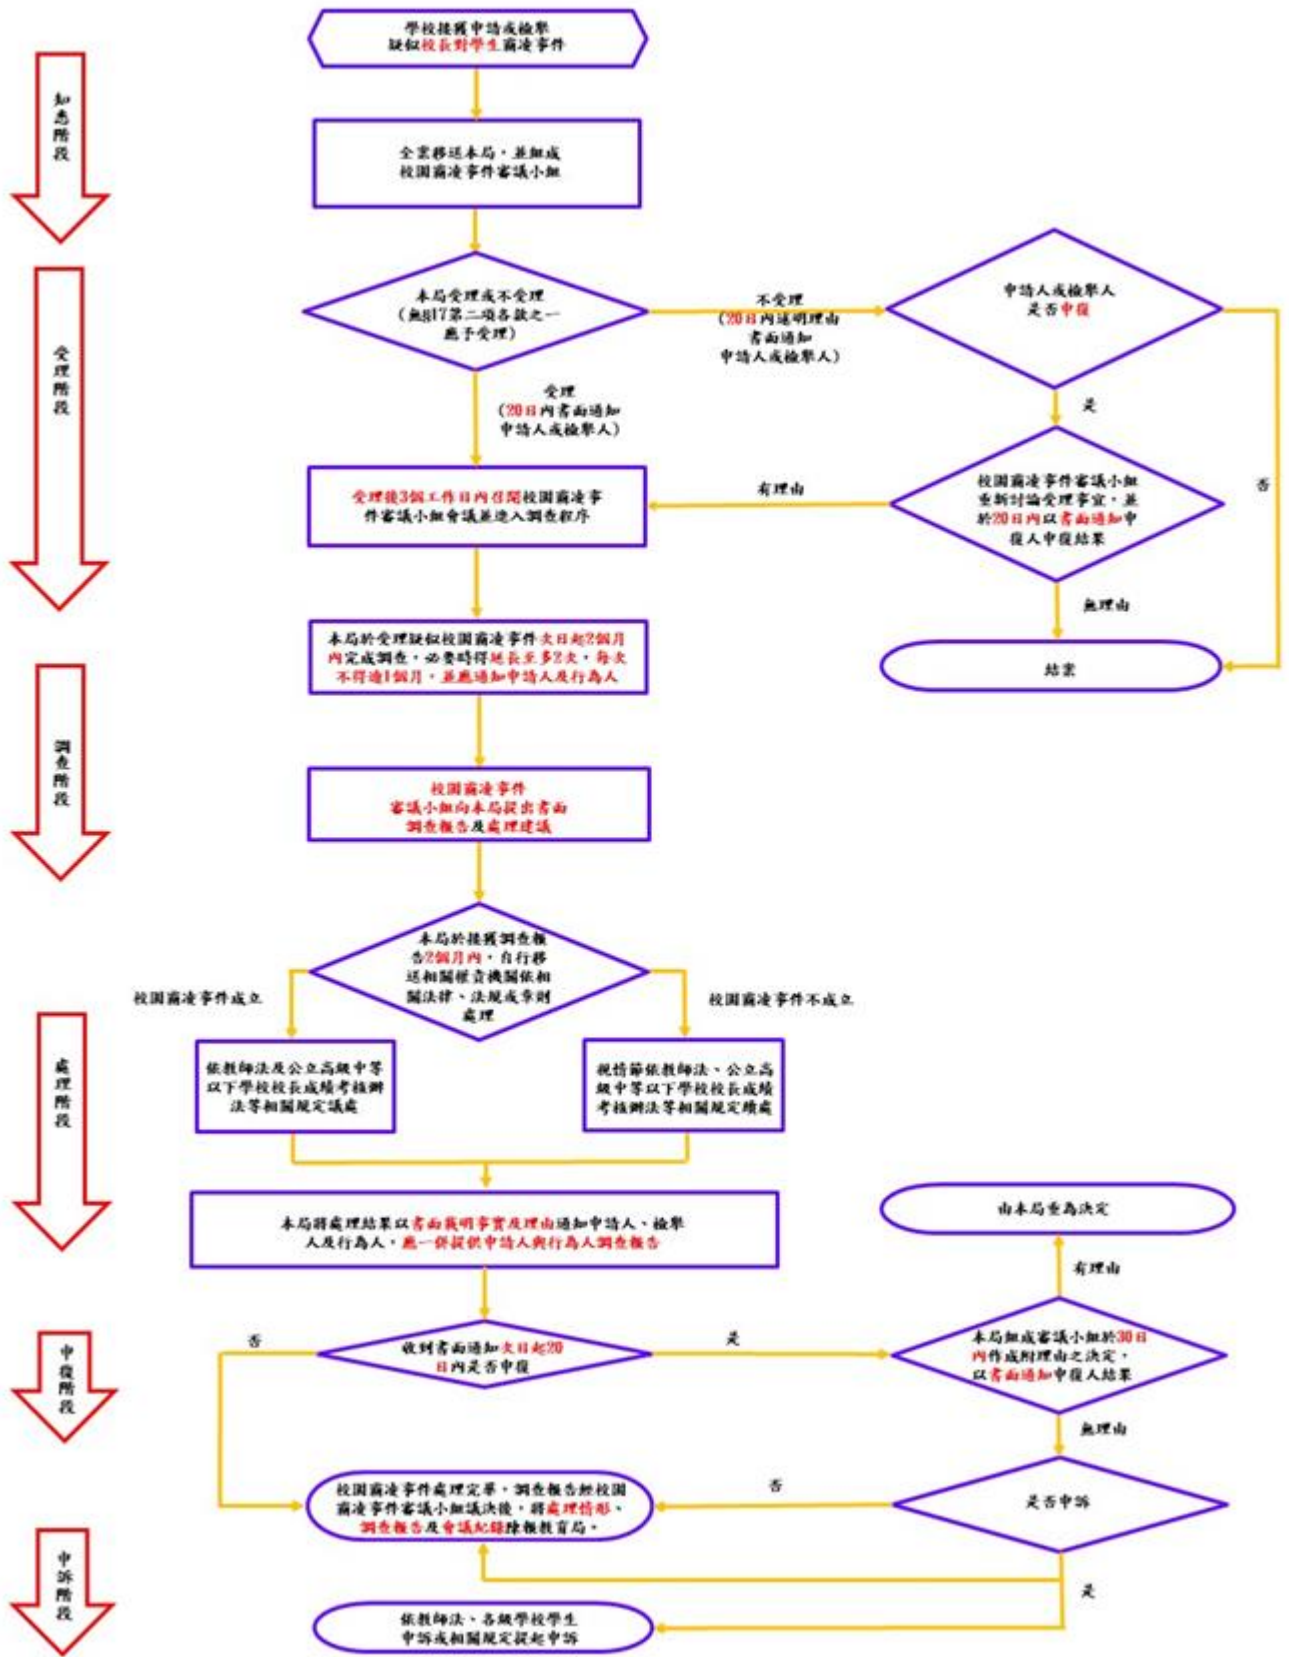 學校接獲申請或檢舉
疑似校長對學生霸凌事件
知悉階段
全案移送本局，並組成
校園霸凌事件審議小組
受理階段
本局受理或不受理
(無§17第二項各款之一
應予受理)
不受理
(20日內述明理由
書面通知
申請人或檢舉人)
申請人或檢舉人
是否申復
受理
(20日內書面通知
申請人或檢舉人)
是
否
受理後3個工作日內召開校園霸凌事
件審議小組會議並進入調查程序
有理由
校園霸凌事件審議小組
重新討論受理事宜，並
於20日內以書面通知申
復人申復結果
無理由
結案
調查階段
本局於受理疑似校園霸凌事件次日起2個月
內完成調查，必要時得延長至多2次，每次
不得逾1個月，並應通知申請人及行為人
校園霸凌事件
審議小組向本局提出書面
調查報告及處理建議
處理階段
本局於接獲調查報
告2個月內，自行移
送相關權責機關依相
關法律、法規或章則
處理
校園霸凌事件成立
校園霸凌事件不成立
依教師法及公立高級中等
以下學校校長成績考核辦
法等相關規定議處
視情節依教師法、公立高
級中等以下學校校長成績
考核辦法等相關規定續處
本局將處理結果以書面載明事實及理由通知申請人、檢舉
人及行為人，應一併提供申請人與行為人調查報告
由本局重為決定
有理由
申復階段
否
收到書面通知次日起20
日內是否申復
是
本局組成審議小組於30日
內作成附理由之決定，
以書面通知申復人結果
無理由
申訴階段
校園霸凌事件處理完畢，調查報告經校園
霸凌事件審議小組議決後，將處理情形、
調查報告及會議紀錄陳報教育局。
否
是否申訴
是
依教師法、各級學校學生
申訴或相關規定提起申訴